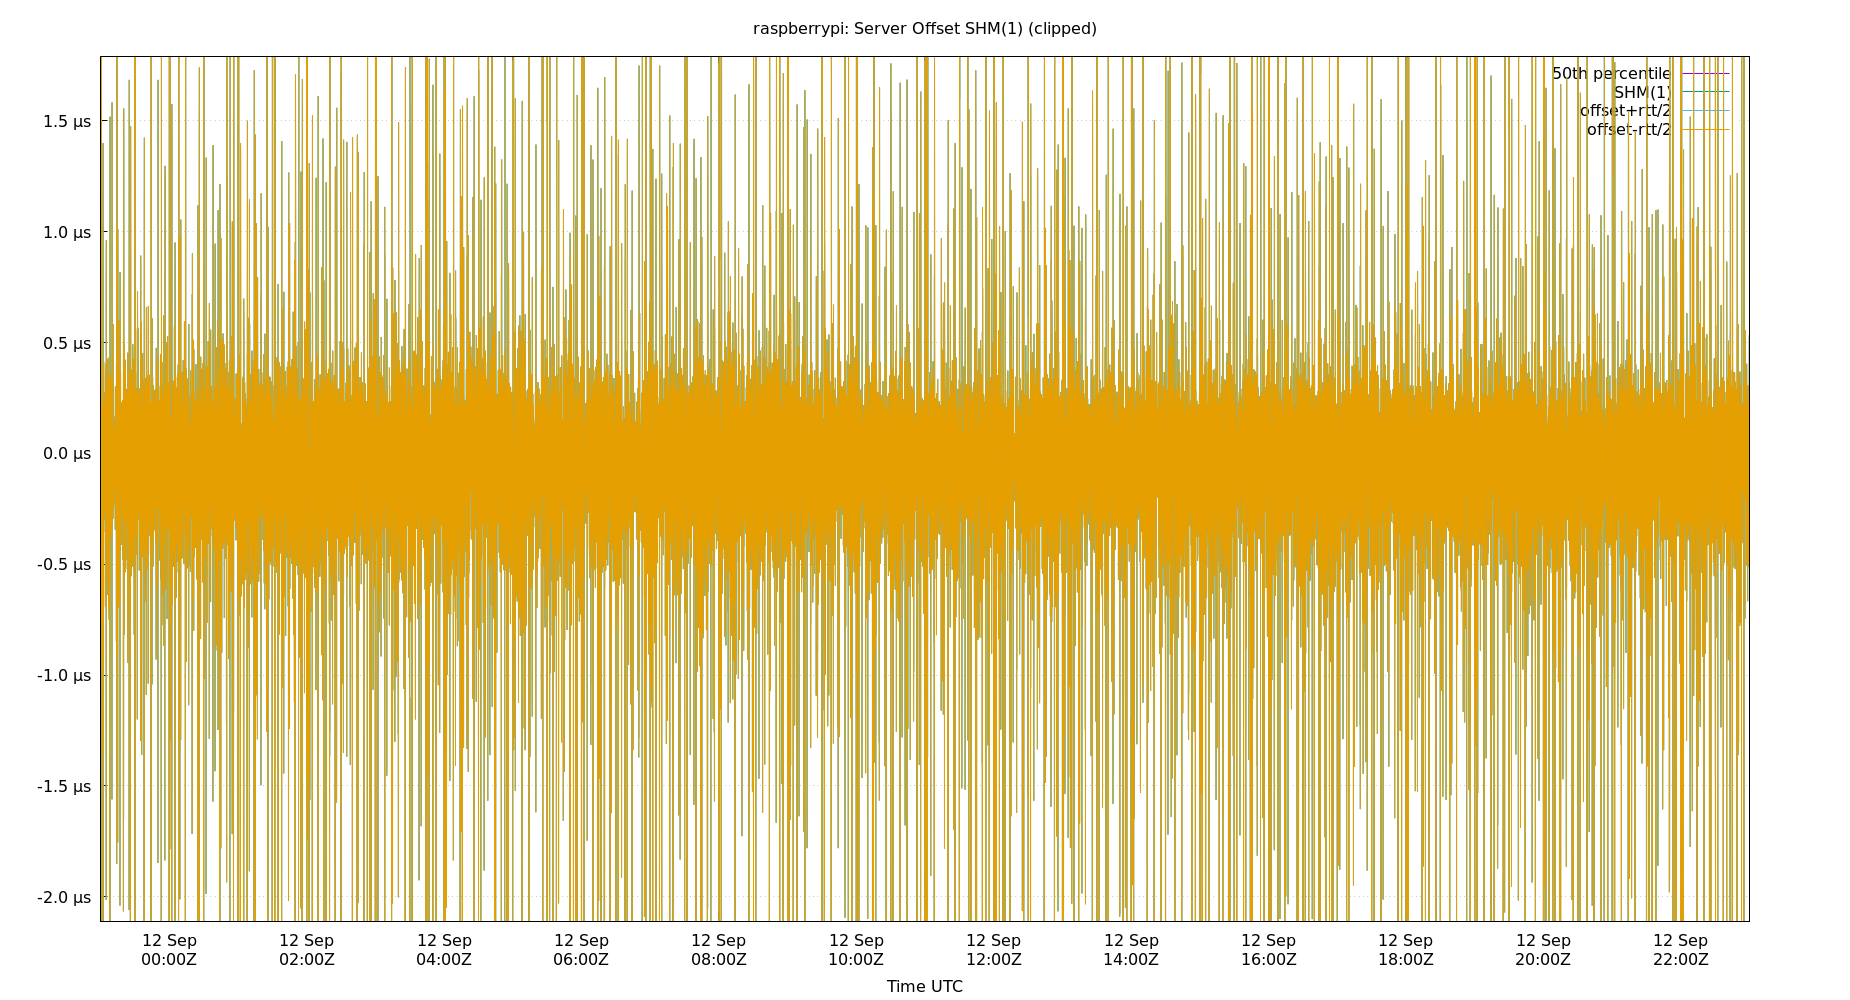 raspberrypi: Server Offset SHM(1) (clipped)
50th percentile
SHM(1)
offset+rtt/2
offset-rtt/2
1.5 µs
1.0 µs
0.5 µs
0.0 µs
-0.5 µs
-1.0 µs
-1.5 µs
-2.0 µs
12 Sep 12 Sep 12 Sep 12 Sep 12 Sep 12 Sep 12 Sep 12 Sep 12 Sep 12 Sep 12 Sep 12 Sep
00:00Z 02:00Z 04:00Z 06:00Z 08:00Z 10:00Z 12:00Z 14:00Z 16:00Z 18:00Z 20:00Z 22:00Z
Time UTC